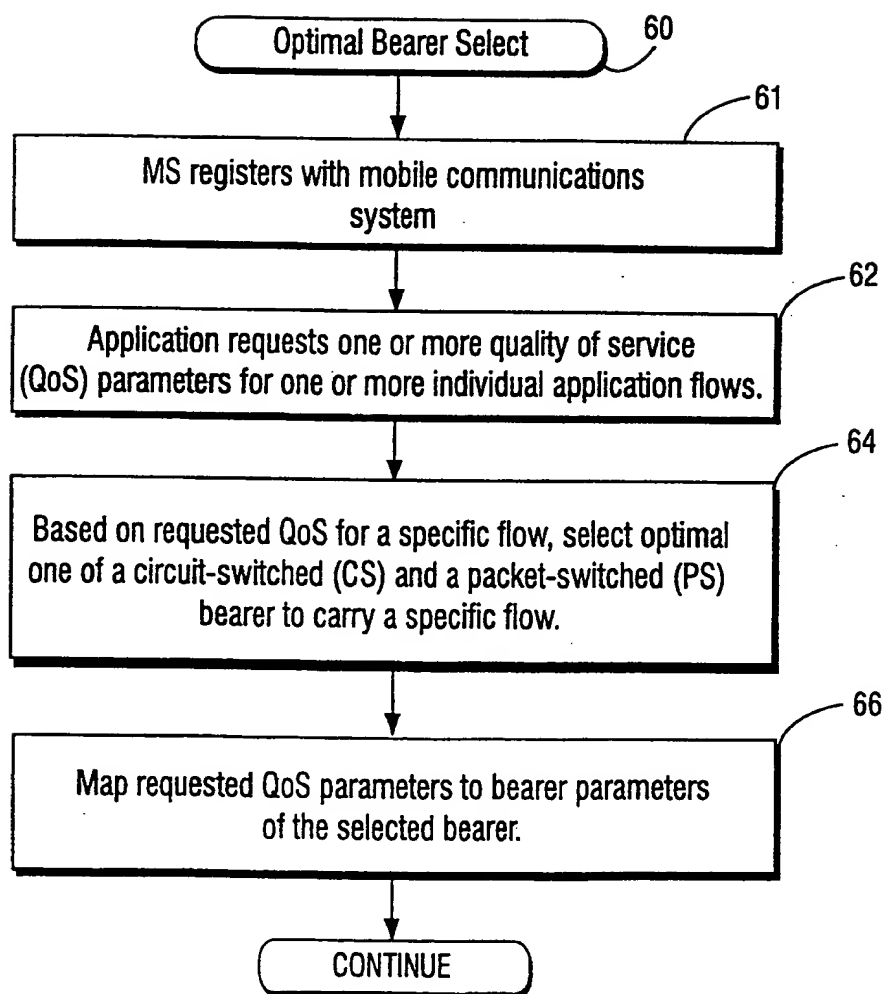 Optimal Bearer Select
60
61
MS registers with mobile communications
system
62
Application requests one or more quality of service
(QoS) parameters for one or more individual application flows.
64
Based on requested QoS for a specific flow, select optimal
one of a circuit-switched (CS) and a packet-switched (PS)
bearer to carry a specific flow.
66
Map requested QoS parameters to bearer parameters
of the selected bearer.
CONTINUE